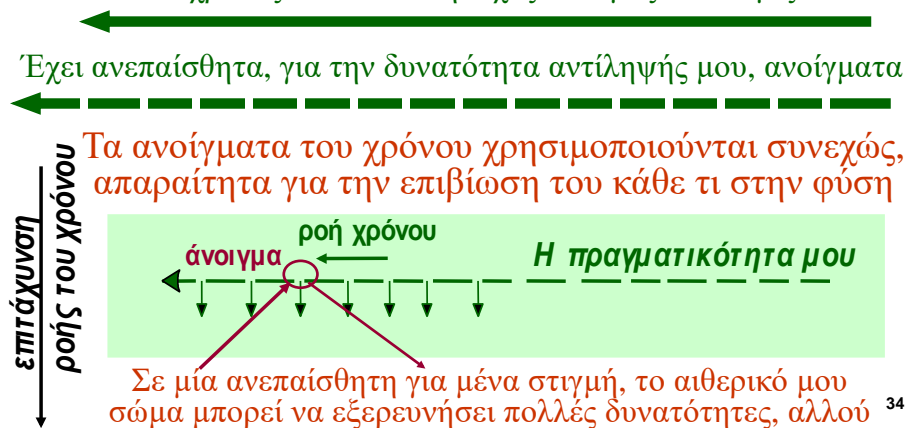 Έχει ανεπαίσθητα, για την δυνατότητα αντίληψής μου, ανοίγματα
Τα ανοίγματα του χρόνου χρησιμοποιούνται συνεχώς,
απαραίτητα για την επιβίωση του κάθε τι στην φύση
επιτάχυνση
ροής του χρόνου
ροή χρόνου
άνοιγμα
Η πραγματικότητα μου
Σε μία ανεπαίσθητη για μένα στιγμή, το αιθερικό μου
σώμα μπορεί να εξερευνήσει πολλές δυνατότητες, αλλού
34